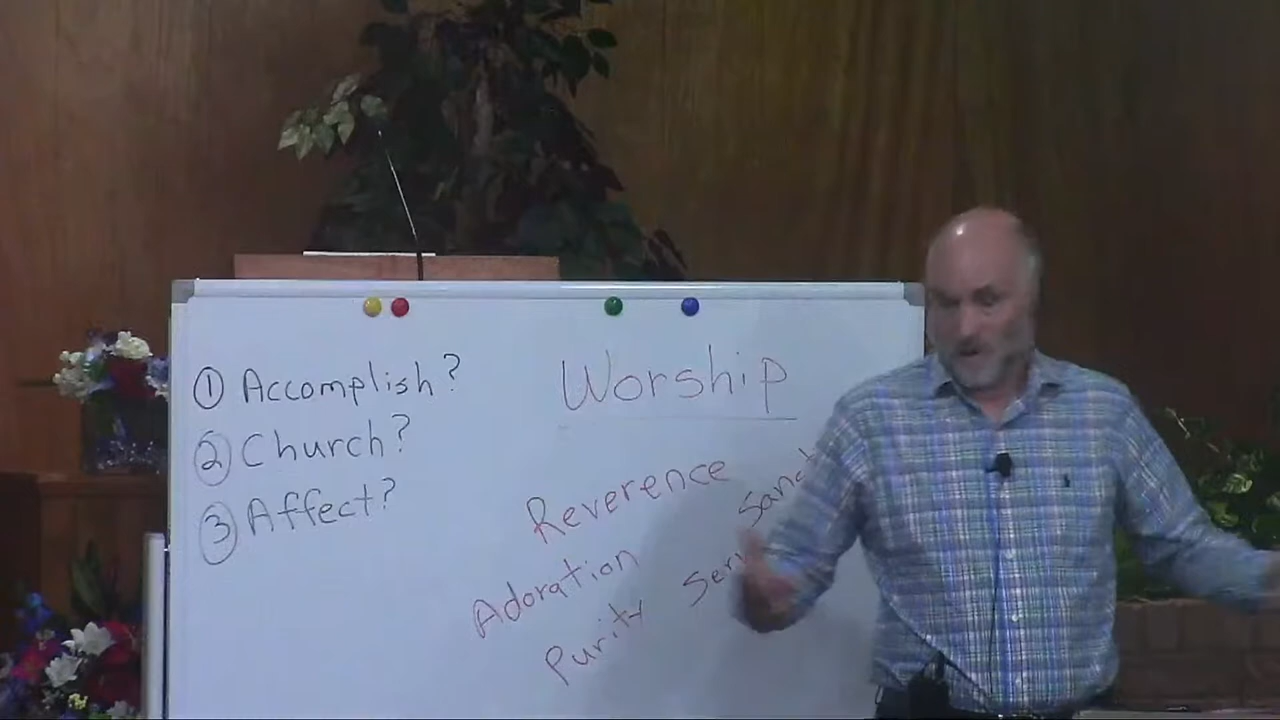 ① Accomplish?
② Church?
③ Affect?
Worship
Reverence
Adoration
Purity